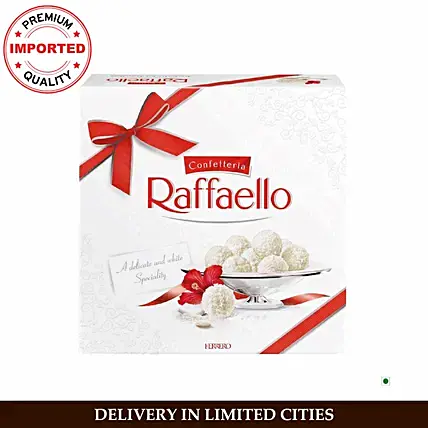 PREMIUM
IMPORTED
QUALITY
Confetteria
Raffaello
A delicate and white
Speciality
FERRERO
DELIVERY IN LIMITED CITIES